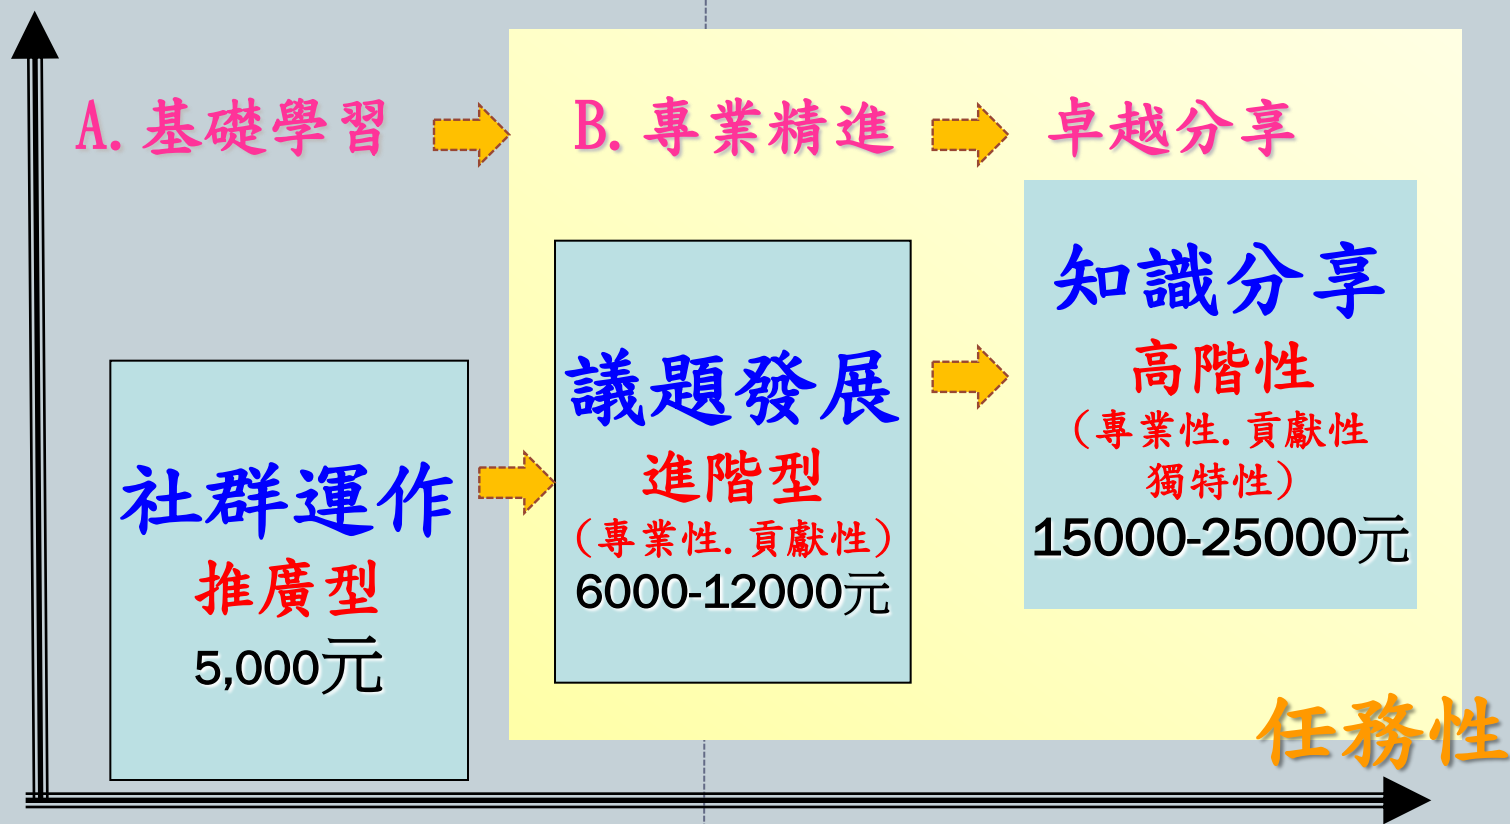 A.基礎學習
B.專業精進
卓越分享
社群運作
推廣型
5,000元
議題發展
進階型
(專業性.貢獻性)
6000-12000元
知識分享
高階性
(專業性.貢獻性
獨特性)
15000-25000元
任務性